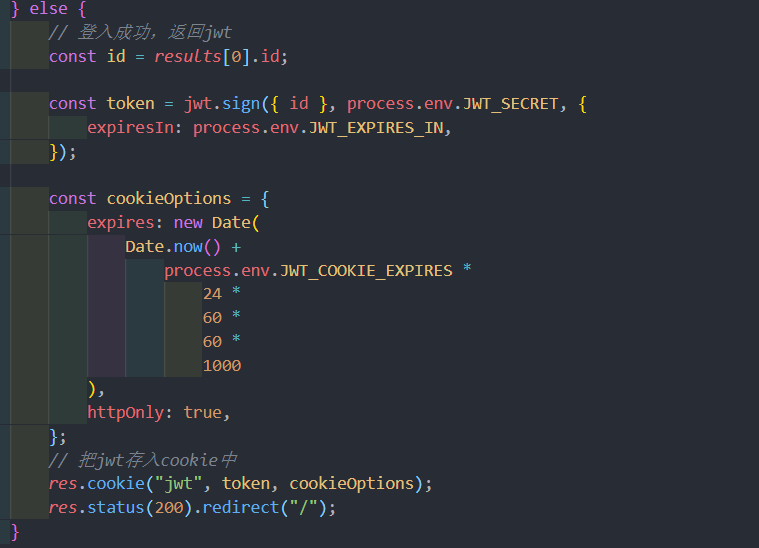 } else {
// 登入成功，返回jwt
const id = results[0].id;
const token = jwt.sign({ id }, process.env.JWT_SECRET, {
expiresIn: process.env.JWT_EXPIRES_IN,
});
const cookieOptions = {
expires: new Date(
Date.now() +
process.env.JWT_COOKIE_EXPIRES *
24 *
60 *
60 *
1000
),
httpOnly: true,
};
// 把jwt存入cookie中
res.cookie("jwt", token, cookieOptions);
res.status(200).redirect("/");
}